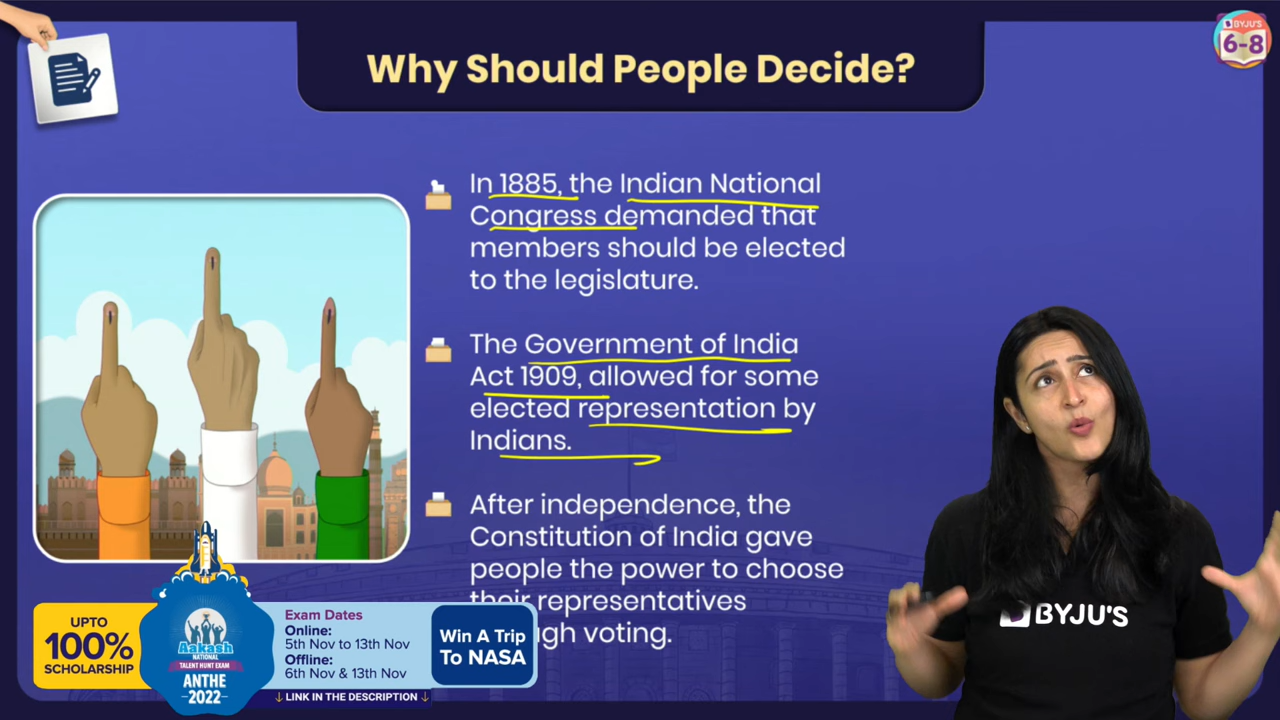 Why Should People Decide?
BYJU'S
6-8
In 1885, the Indian National
Congress demanded that
members should be elected
to the legislature.
The Government of India
Act 1909, allowed for some
elected representation by
Indians.
After independence, the
Constitution of India gave
people the power to choose
their representatives
ugh voting.
UPTO
100%
SCHOLARSHIP
Aakash
NATIONAL
TALENT HUNT EXAM
ANTHE
-2022-
Exam Dates
Online:
5th Nov to 13th Nov
Offline:
6th Nov & 13th Nov
↓ LINK IN THE DESCRIPTION ↓
Win A Trip
To NASA
BYJU'S